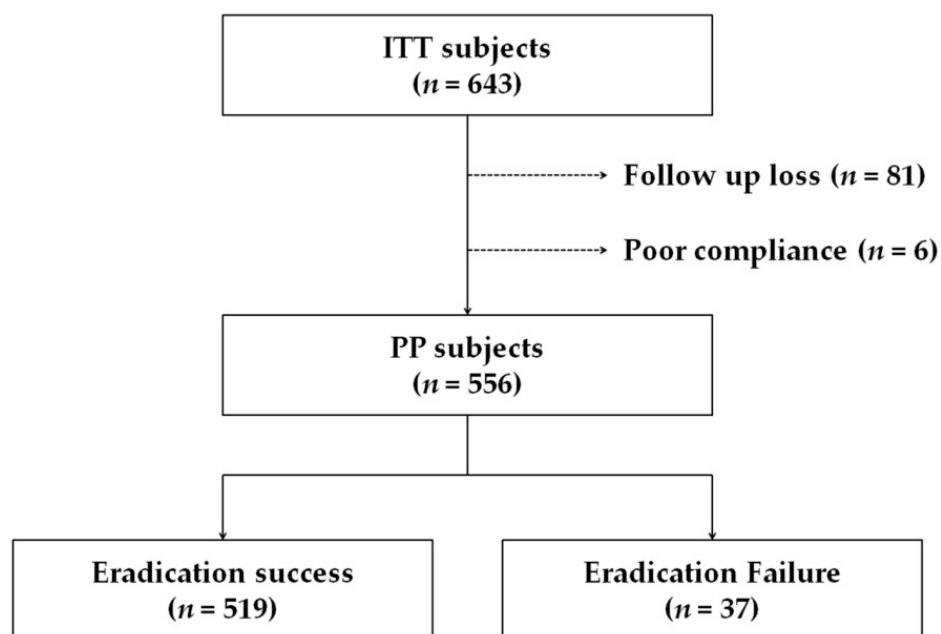 ITT subjects
(n = 643)
Follow up loss (n = 81)
Poor compliance (n = 6)
PP subjects
(n = 556)
Eradication success
(n = 519)
Eradication Failure
(n = 37)